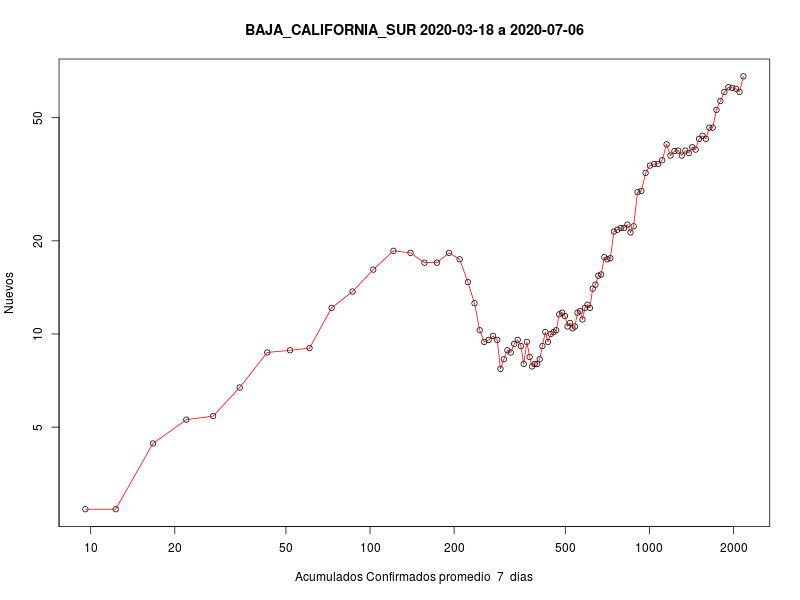 BAJA_CALIFORNIA_SUR 2020-03-18 a 2020-07-06
50
20
10
5
Nuevos
10 20 50 100 200 500 1000 2000
Acumulados Confirmados promedio 7 dias